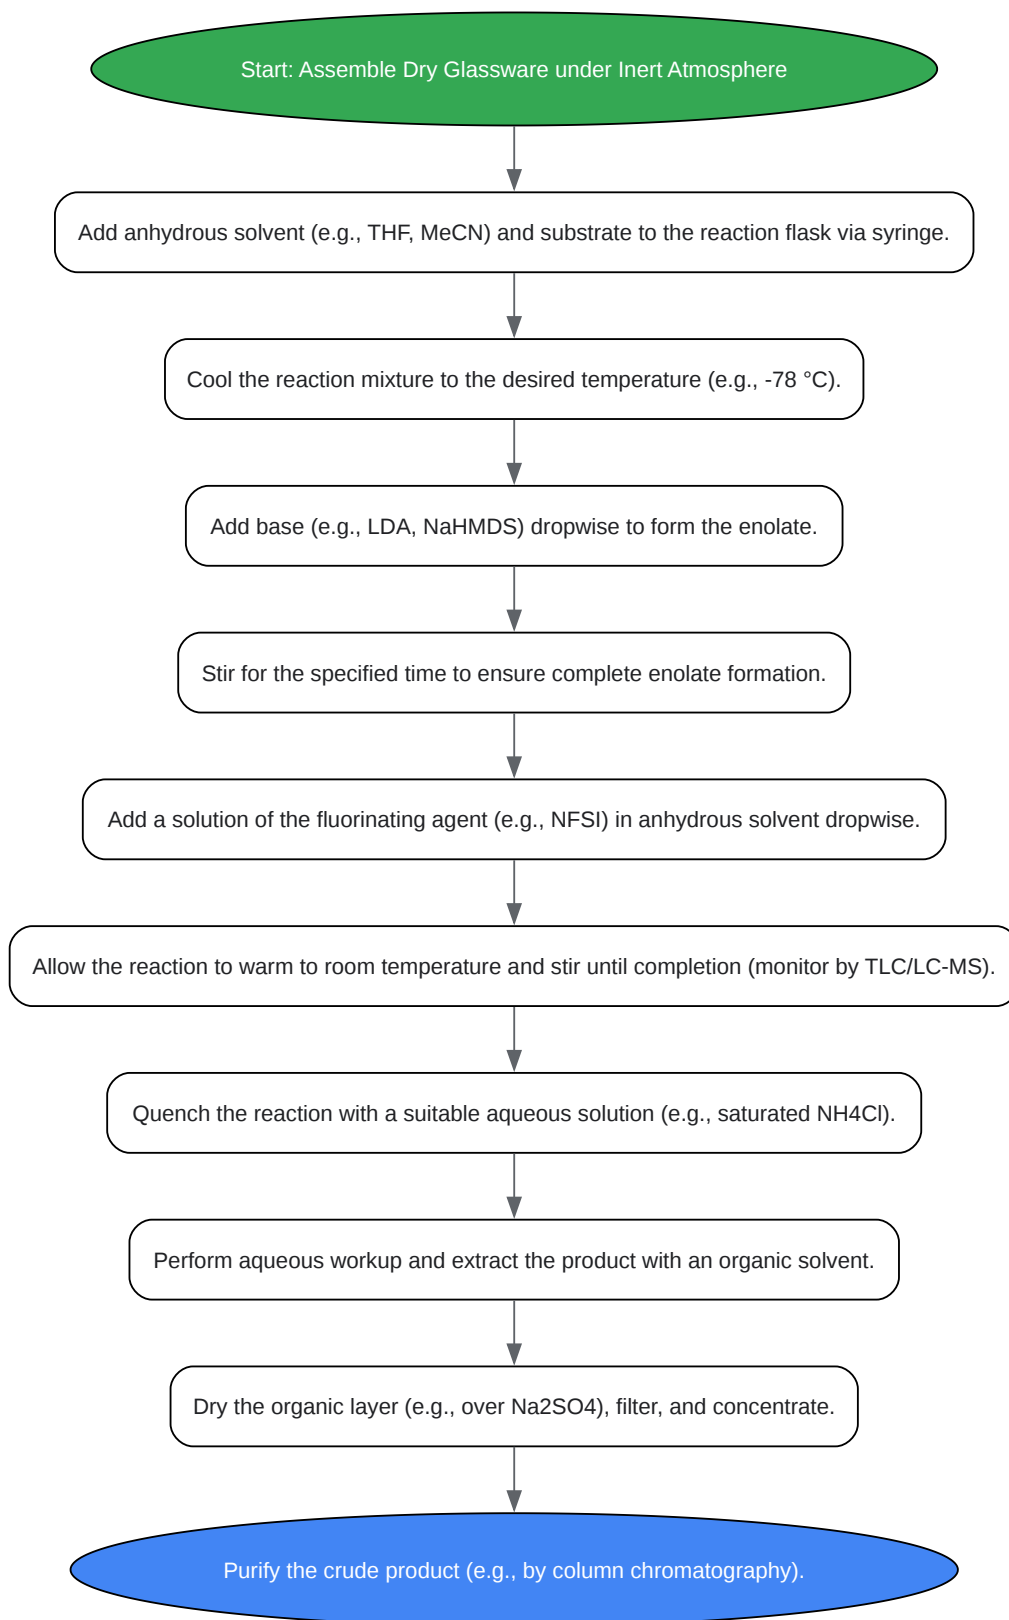 Start: Assemble Dry Glassware under Inert Atmosphere
Add anhydrous solvent (e.g., THF, MeCN) and substrate to the reaction flask via syringe.
Cool the reaction mixture to the desired temperature (e.g., -78 °C).
Add base (e.g., LDA, NaHMDS) dropwise to form the enolate.
Stir for the specified time to ensure complete enolate formation.
Add a solution of the fluorinating agent (e.g., NFSI) in anhydrous solvent dropwise.
Allow the reaction to warm to room temperature and stir until completion (monitor by TLC/LC-MS).
Quench the reaction with a suitable aqueous solution (e.g., saturated NH4Cl).
Perform aqueous workup and extract the product with an organic solvent.
Dry the organic layer (e.g., over Na2SO4), filter, and concentrate.
Purify the crude product (e.g., by column chromatography).